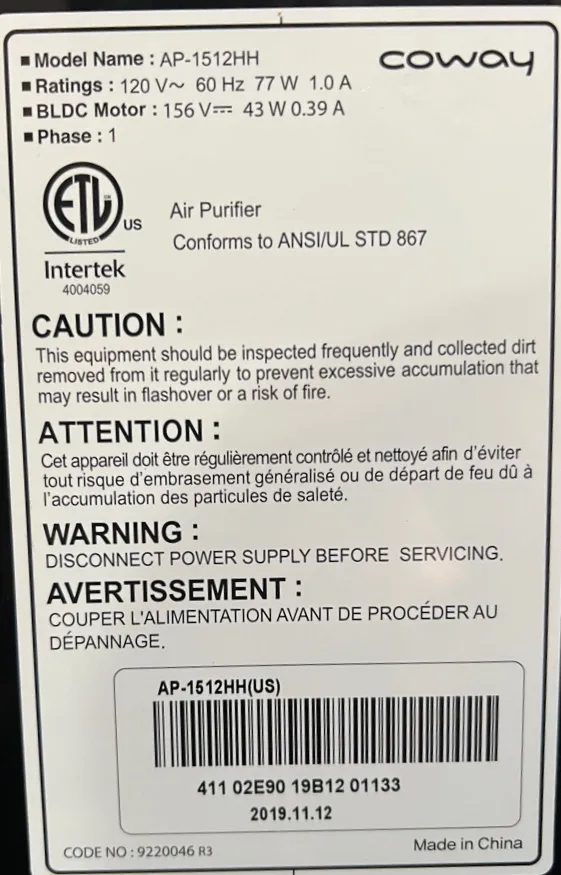 ■ Model Name : AP-1512HH
coway
■ Ratings : 120 V～ 60 Hz 77 W 1.0 A
■ BLDC Motor : 156 V⎓ 43 W 0.39 A
■ Phase : 1
ETL
CM
US
LISTED
Intertek
4004059
Air Purifier
Conforms to ANSI/UL STD 867
CAUTION :
This equipment should be inspected frequently and collected dirt
removed from it regularly to prevent excessive accumulation that
may result in flashover or a risk of fire.
ATTENTION :
Cet appareil doit être régulièrement contrôlé et nettoyé afin d'éviter
tout risque d'embrasement généralisé ou de départ de feu dû à
l'accumulation des particules de saleté.
WARNING :
DISCONNECT POWER SUPPLY BEFORE SERVICING.
AVERTISSEMENT :
COUPER L'ALIMENTATION AVANT DE PROCÉDER AU
DÉPANNAGE.
AP-1512HH(US)
411 02E90 19B12 01133
2019.11.12
CODE NO : 9220046 R3
Made in China